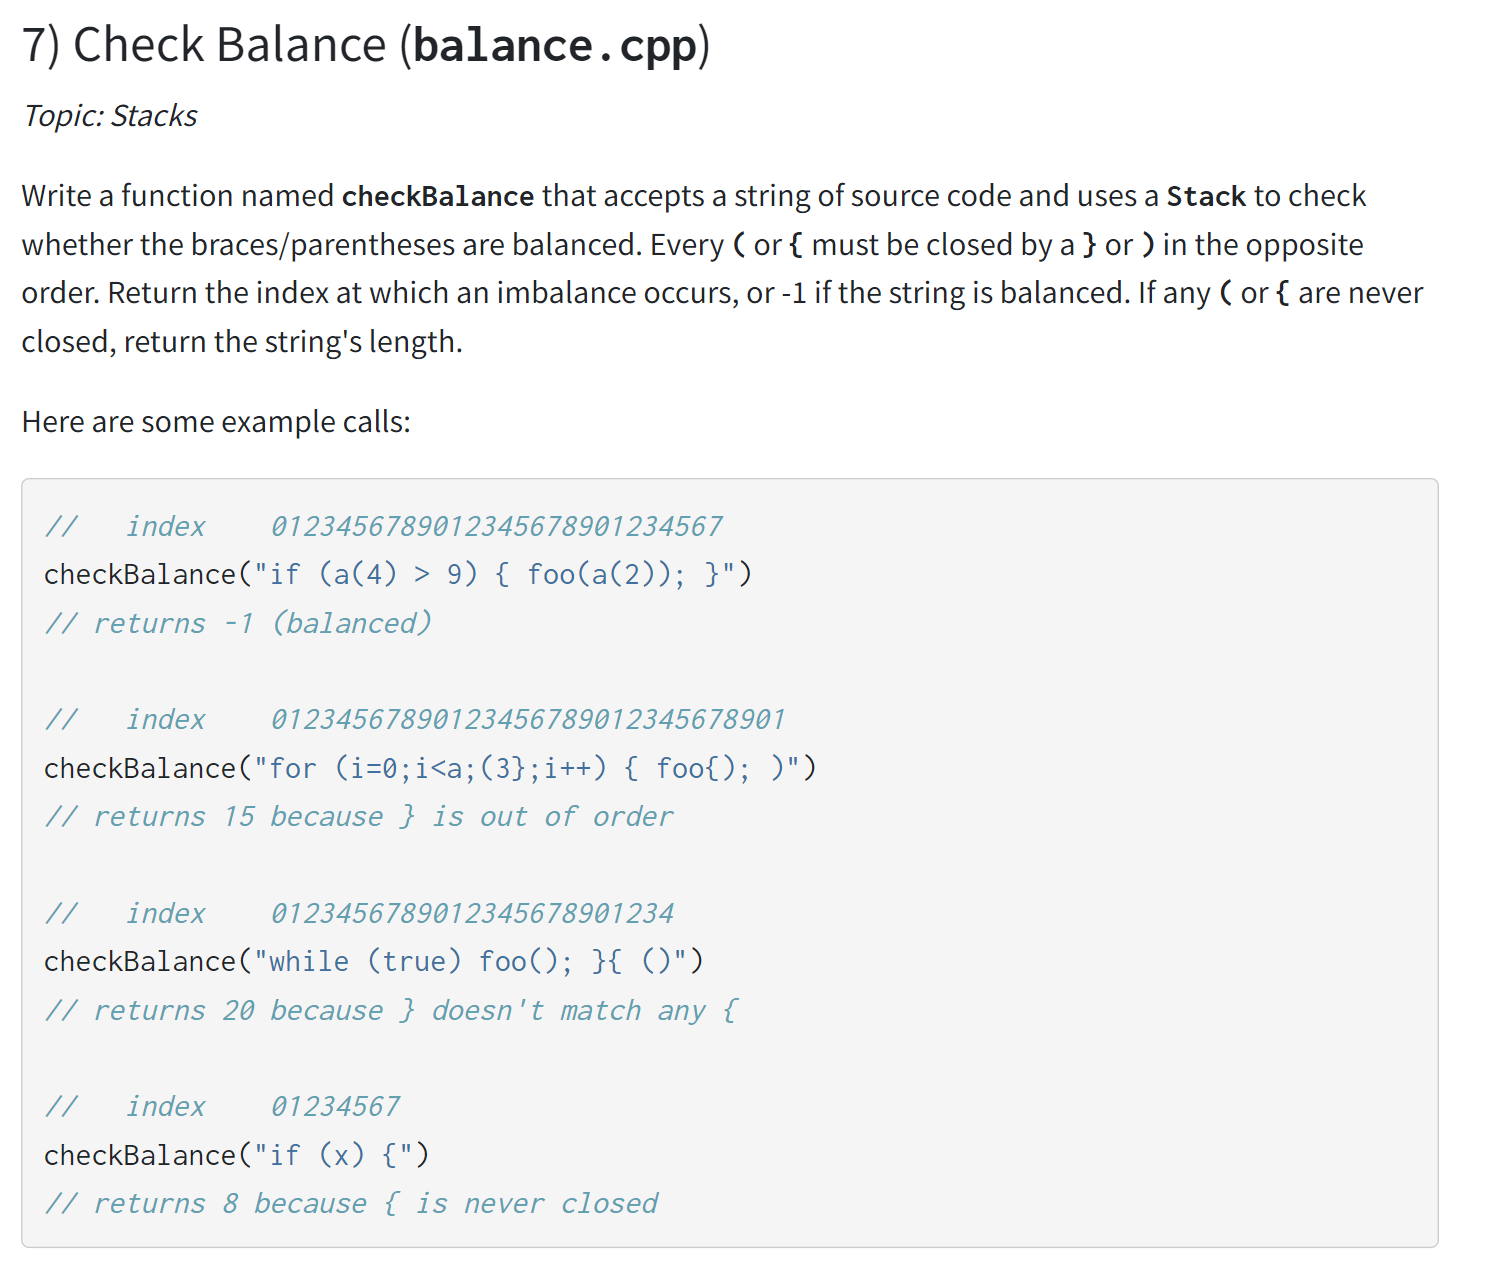 7) Check Balance (balance.cpp)
Topic: Stacks
Write a function named checkBalance that accepts a string of source code and uses a Stack to check
whether the braces/parentheses are balanced. Every ( or { must be closed by a } or ) in the opposite
order. Return the index at which an imbalance occurs, or -1 if the string is balanced. If any ( or { are never
closed, return the string's length.
Here are some example calls:
//   index    0123456789012345678901234567
checkBalance("if (a(4) > 9) { foo(a(2)); }")
// returns -1 (balanced)
//   index    01234567890123456789012345678901
checkBalance("for (i=0;i<a;(3};i++) { foo{); )")
// returns 15 because } is out of order
//   index    0123456789012345678901234
checkBalance("while (true) foo(); }{ ()")
// returns 20 because } doesn't match any {
//   index    01234567
checkBalance("if (x) {")
// returns 8 because { is never closed